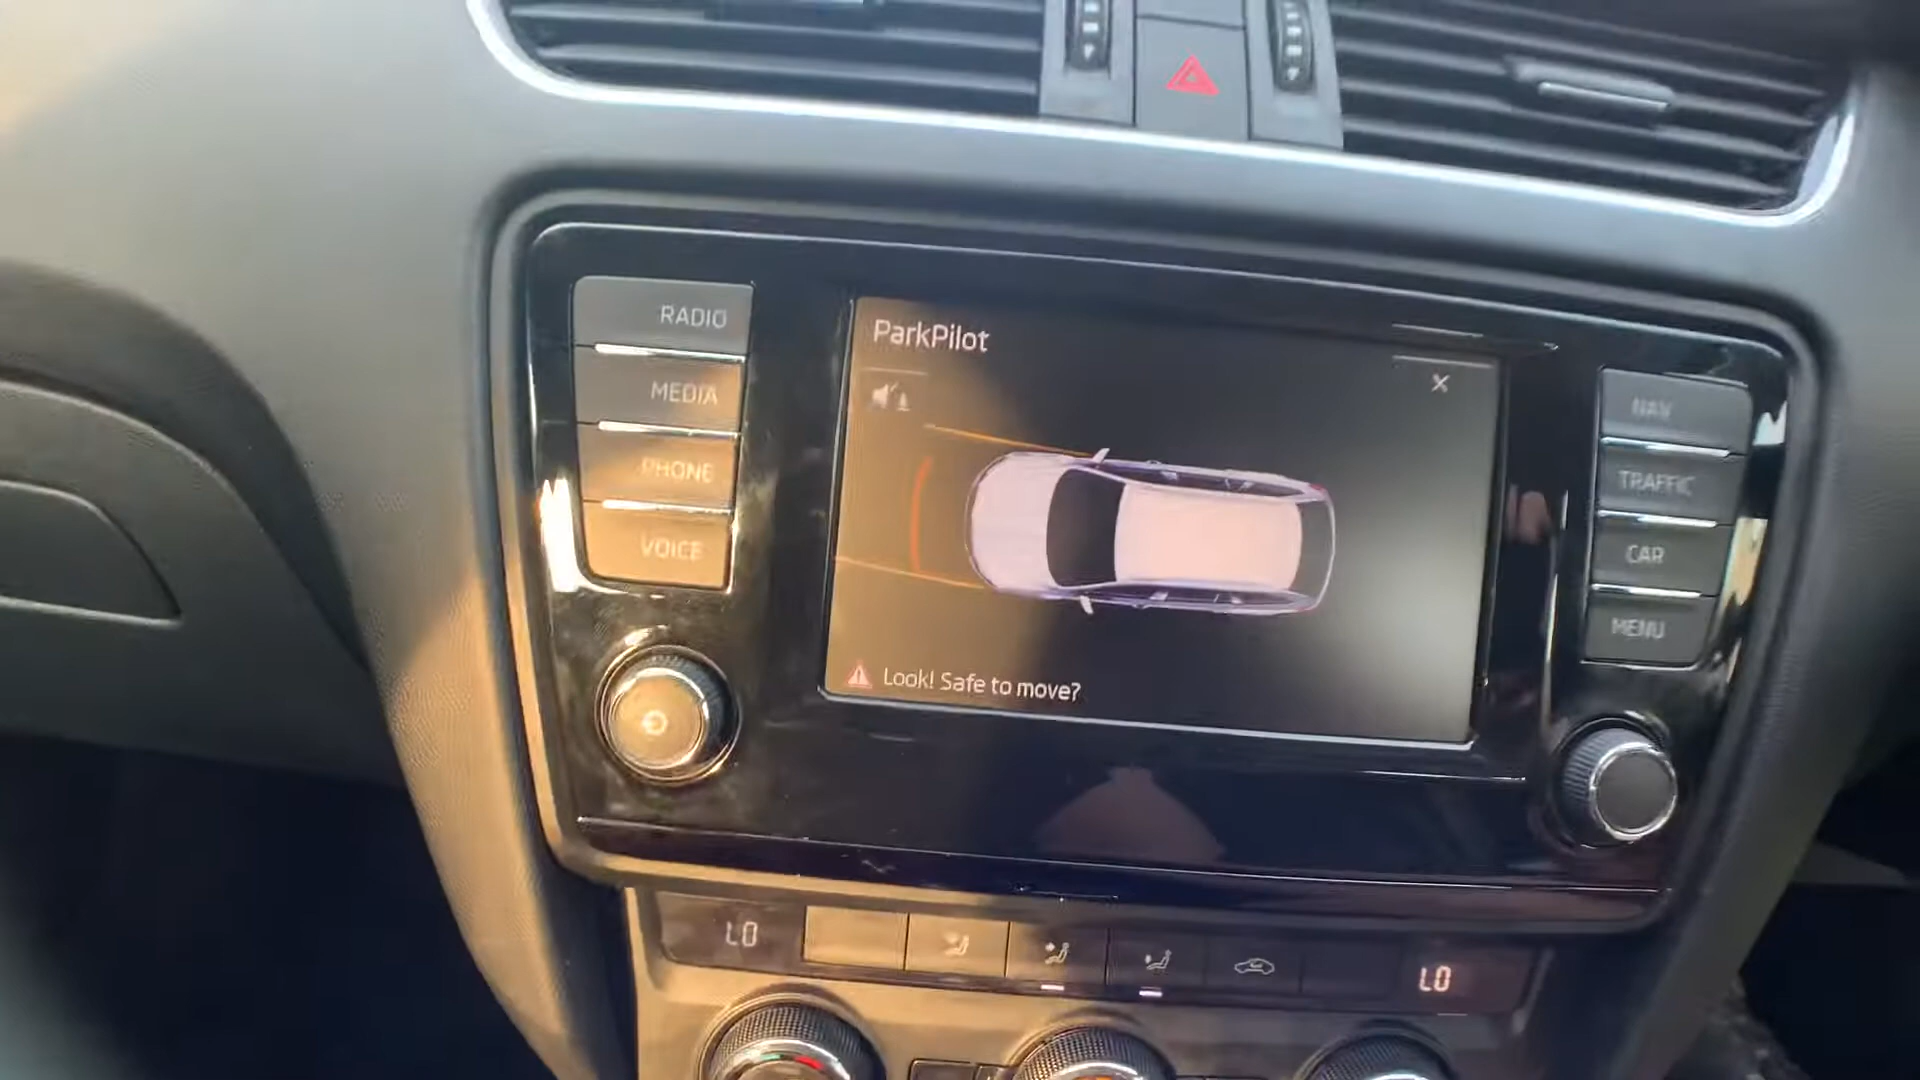 RADIO
MEDIA
PHONE
VOICE
ParkPilot
Look! Safe to move?
NAV
TRAFFIC
CAR
MENU
LO
LO